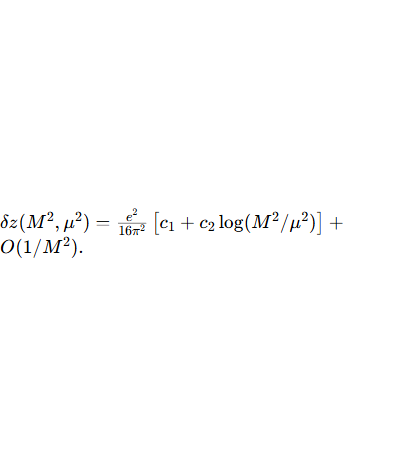 δz(M², μ²) = e²/16π² [c₁ + c₂ log(M²/μ²)] +
O(1/M²).